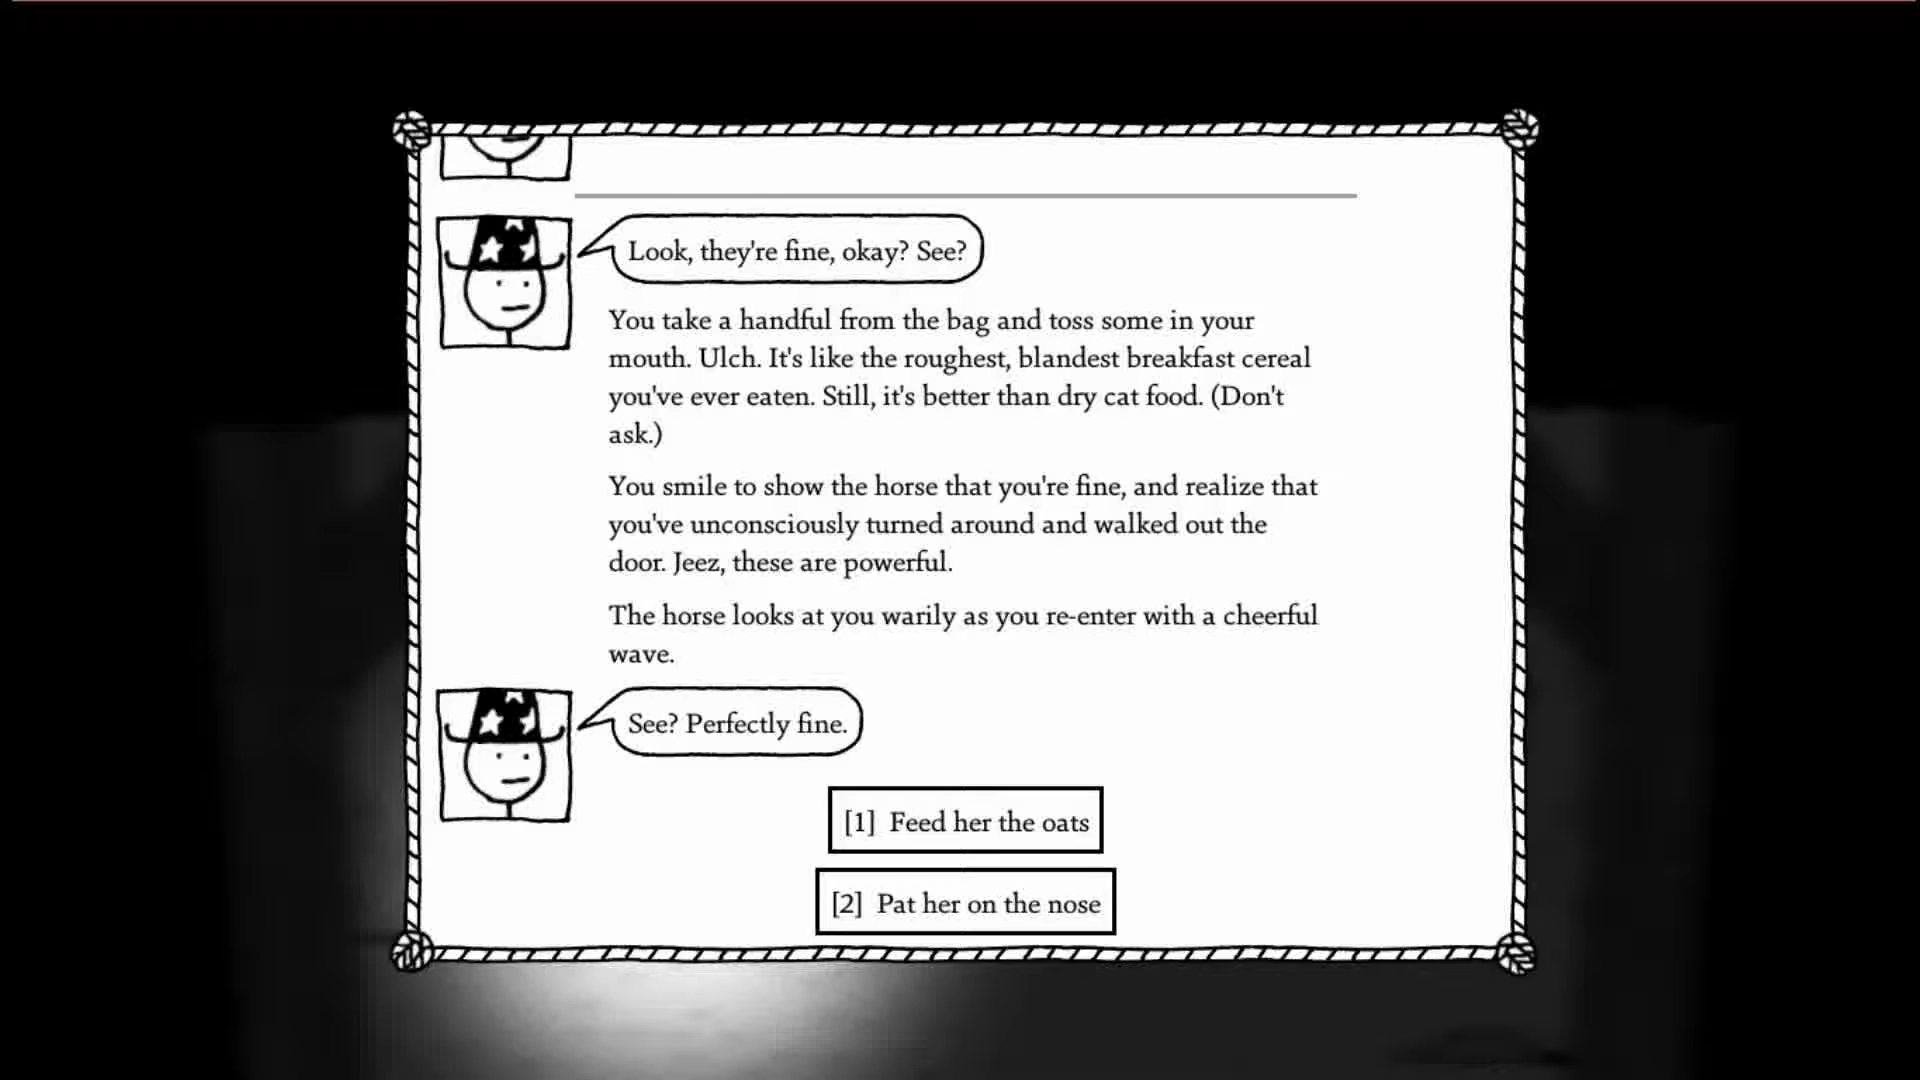 Look, they're fine, okay? See?
You take a handful from the bag and toss some in your
mouth. Ulch. It's like the roughest, blandest breakfast cereal
you've ever eaten. Still, it's better than dry cat food. (Don't
ask.)
You smile to show the horse that you're fine, and realize that
you've unconsciously turned around and walked out the
door. Jeez, these are powerful.
The horse looks at you warily as you re-enter with a cheerful
wave.
See? Perfectly fine.
[1] Feed her the oats
[2] Pat her on the nose